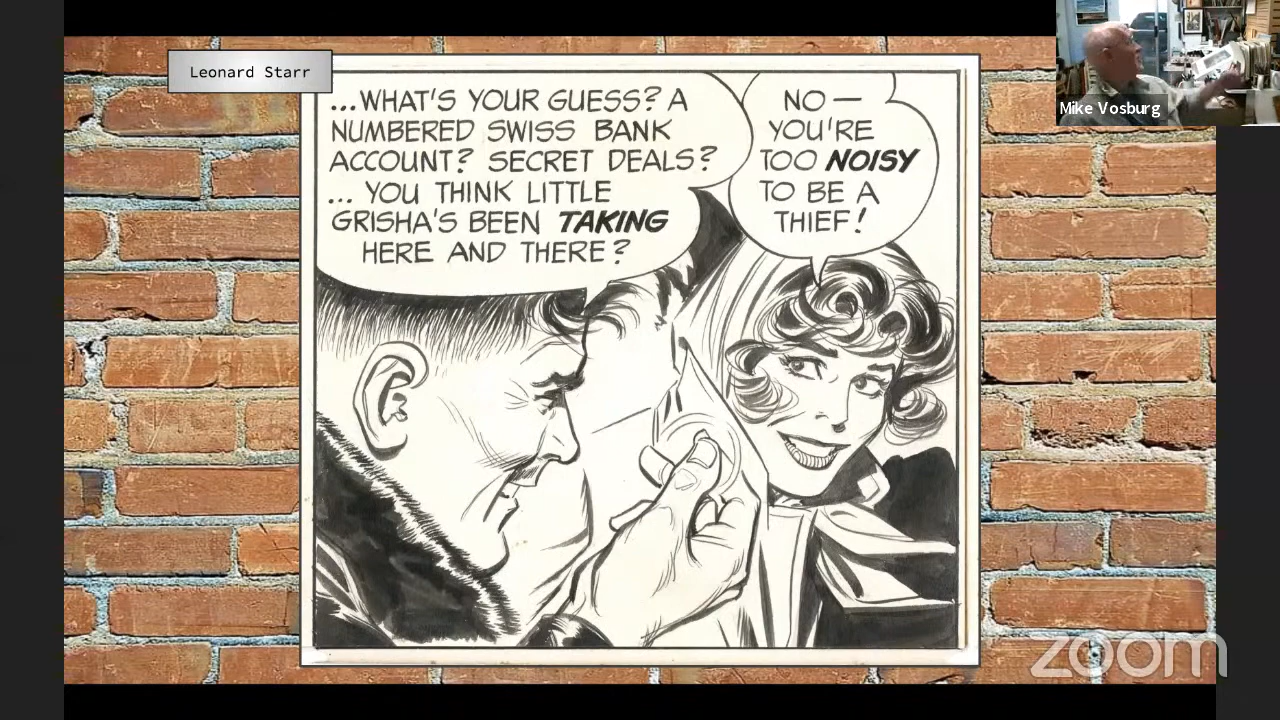 Leonard Starr
...WHAT'S YOUR GUESS? A
NUMBERED SWISS BANK
ACCOUNT? SECRET DEALS?
... YOU THINK LITTLE
GRISHA'S BEEN TAKING
HERE AND THERE?
NO —
YOU'RE
TOO NOISY
TO BE A
THIEF!
Mike Vosburg
zoom